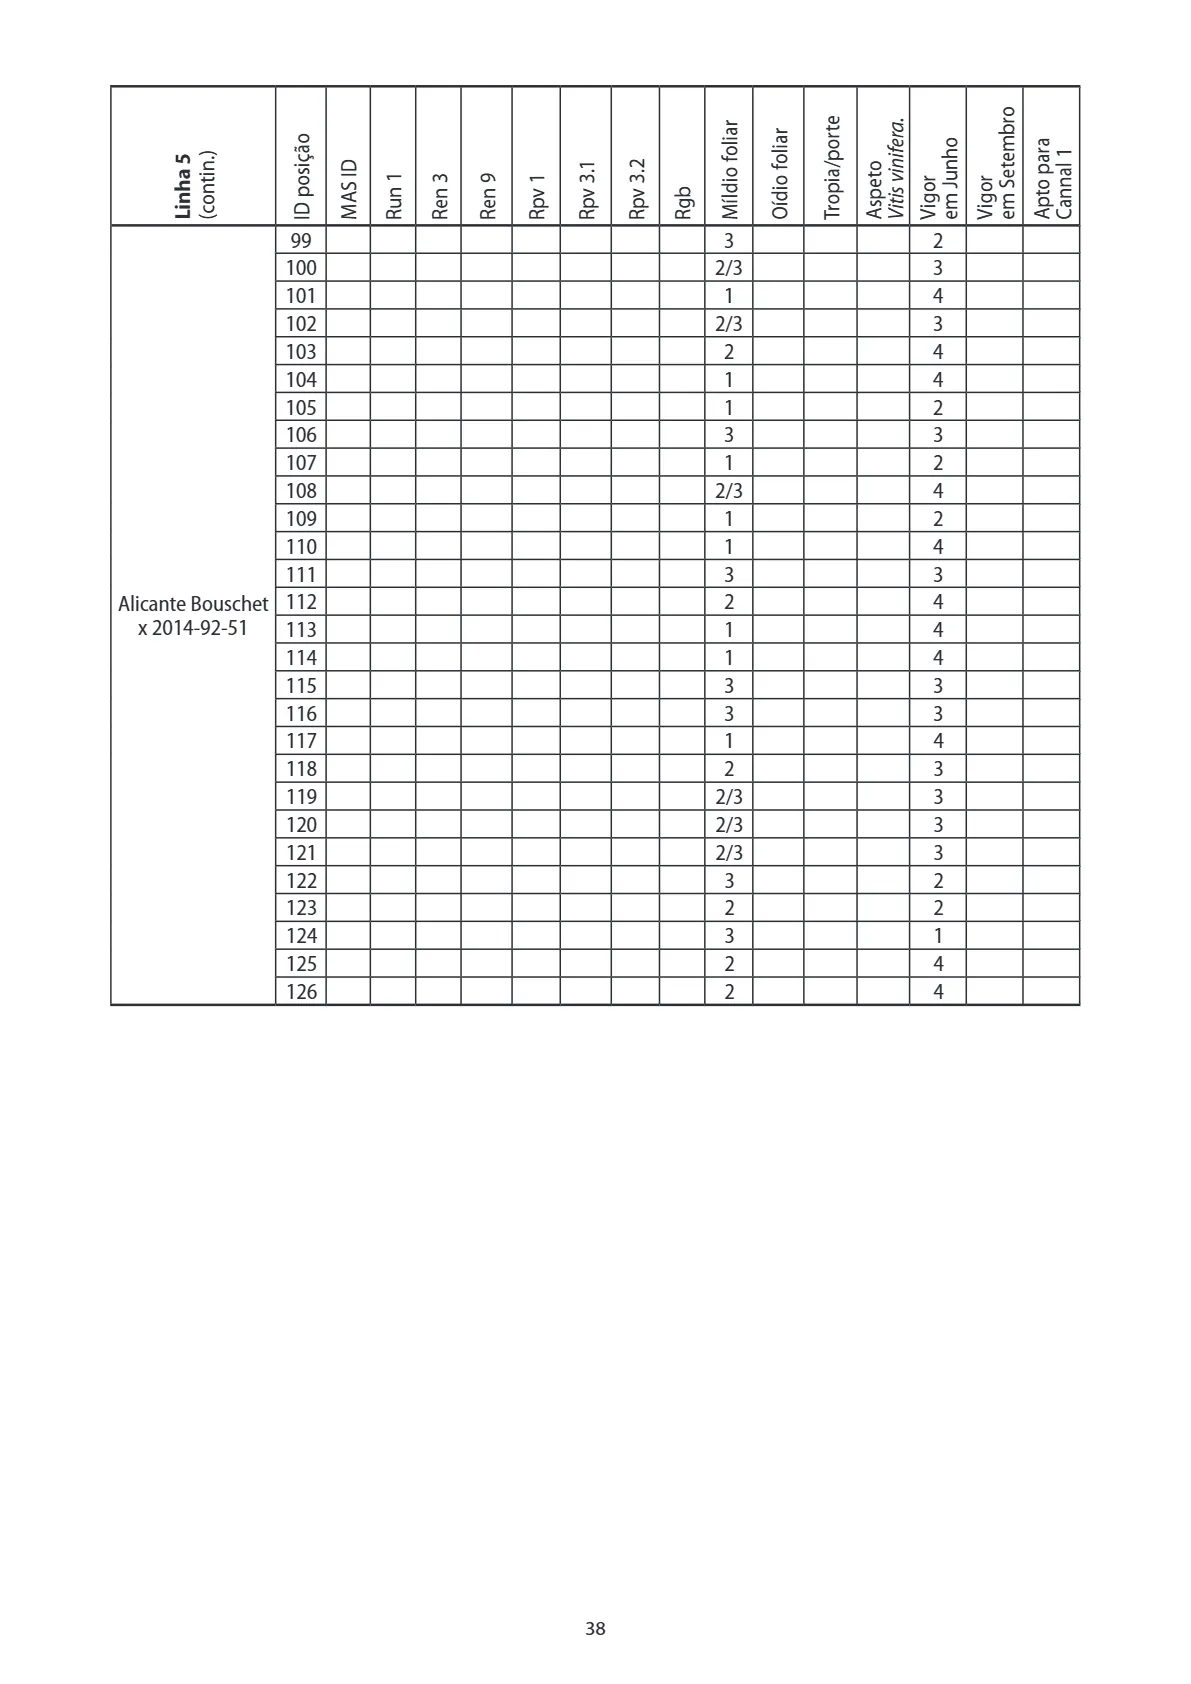 Linha 5
(contin.)
ID posição
MAS ID
Run 1
Ren 3
Ren 9
Rpv 1
Rpv 3.1
Rpv 3.2
Rgb
Míldio foliar
Oídio foliar
Tropia/porte
Aspeto
Vitis vinifera.
Vigor
em Junho
Vigor
em Setembro
Apto para
Cannal 1
Alicante Bouschet
x 2014-92-51
99 3 2
100 2/3 3
101 1 4
102 2/3 3
103 2 4
104 1 4
105 1 2
106 3 3
107 1 2
108 2/3 4
109 1 2
110 1 4
111 3 3
112 2 4
113 1 4
114 1 4
115 3 3
116 3 3
117 1 4
118 2 3
119 2/3 3
120 2/3 3
121 2/3 3
122 3 2
123 2 2
124 3 1
125 2 4
126 2 4
38